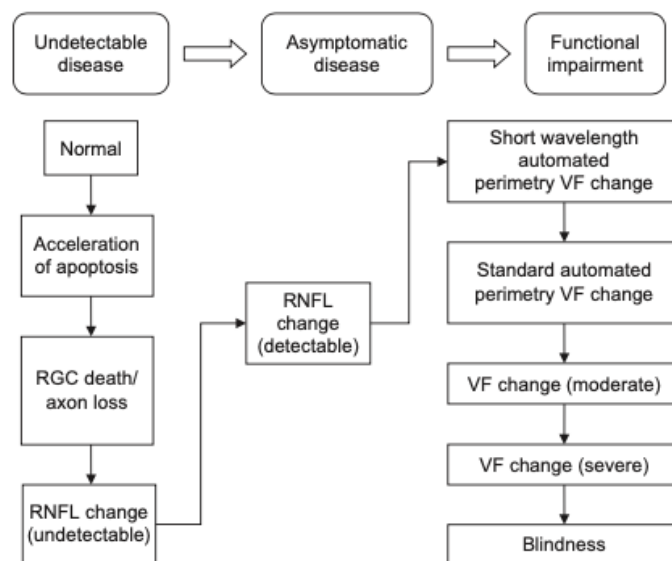 Undetectable
disease
Asymptomatic
disease
Functional
impairment
Normal
Acceleration
of apoptosis
RGC death/
axon loss
RNFL change
(undetectable)
RNFL
change
(detectable)
Short wavelength
automated
perimetry VF change
Standard automated
perimetry VF change
VF change (moderate)
VF change (severe)
Blindness